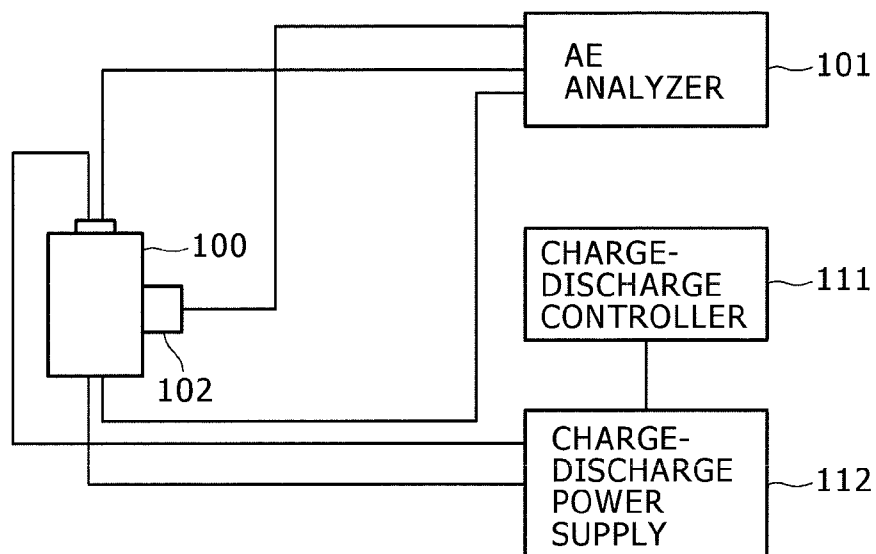 AE
ANALYZER
101
100
102
CHARGE-
DISCHARGE
CONTROLLER
111
CHARGE-
DISCHARGE
POWER
SUPPLY
112